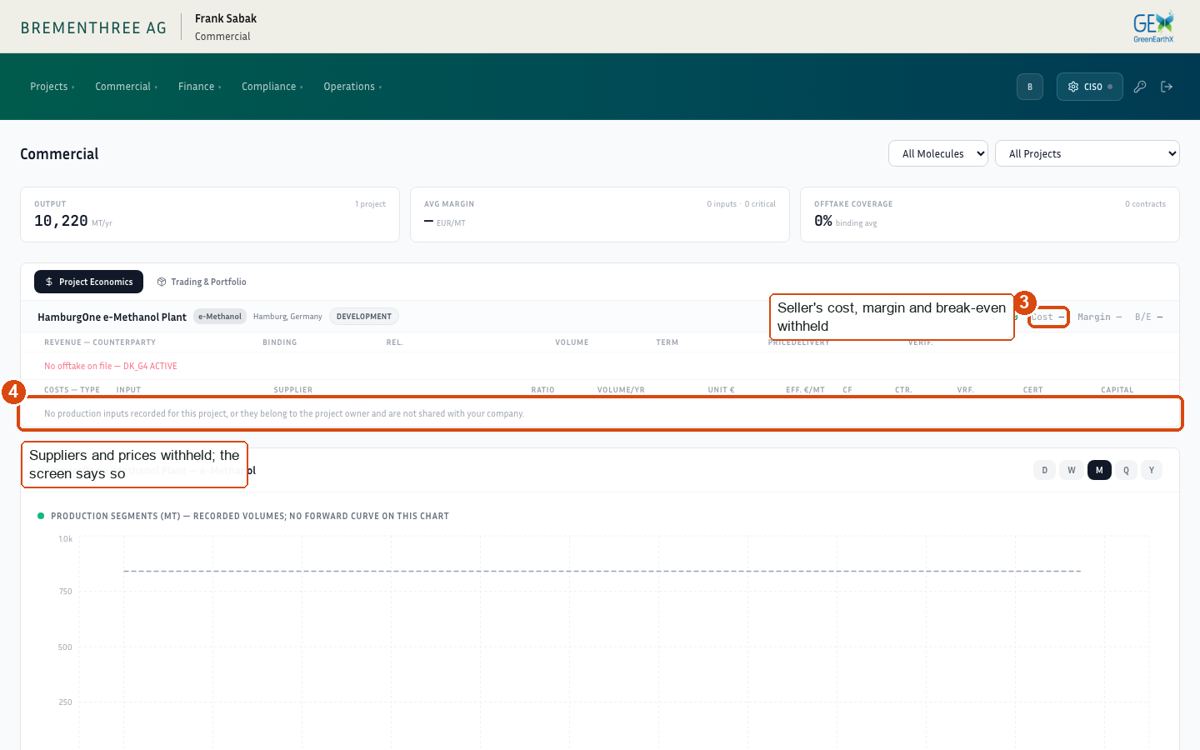 BREMENTHREE AG
Frank Sabak
Commercial
GEX
GreenEarthX
Projects
Commercial
Finance
Compliance
Operations
B
CISO
Commercial
All Molecules
All Projects
OUTPUT
1 project
10,220 MT/yr
AVG MARGIN
0 inputs · 0 critical
— EUR/MT
OFFTAKE COVERAGE
0 contracts
0% binding avg
Project Economics
Trading & Portfolio
HamburgOne e-Methanol Plant e-Methanol Hamburg, Germany DEVELOPMENT
Seller's cost, margin and break-even
withheld
3
Cost — Margin — B/E —
REVENUE — COUNTERPARTY BINDING REL. VOLUME TERM PRICE DELIVERY VERIF.
No offtake on file — DK_G4 ACTIVE
4
COSTS — TYPE INPUT SUPPLIER RATIO VOLUME/YR UNIT € EFF. €/MT CF CTR. VRF. CERT CAPITAL
No production inputs recorded for this project, or they belong to the project owner and are not shared with your company.
Suppliers and prices withheld; the
screen says so
D W M Q Y
PRODUCTION SEGMENTS (MT) — RECORDED VOLUMES; NO FORWARD CURVE ON THIS CHART
1.0k
750
500
250